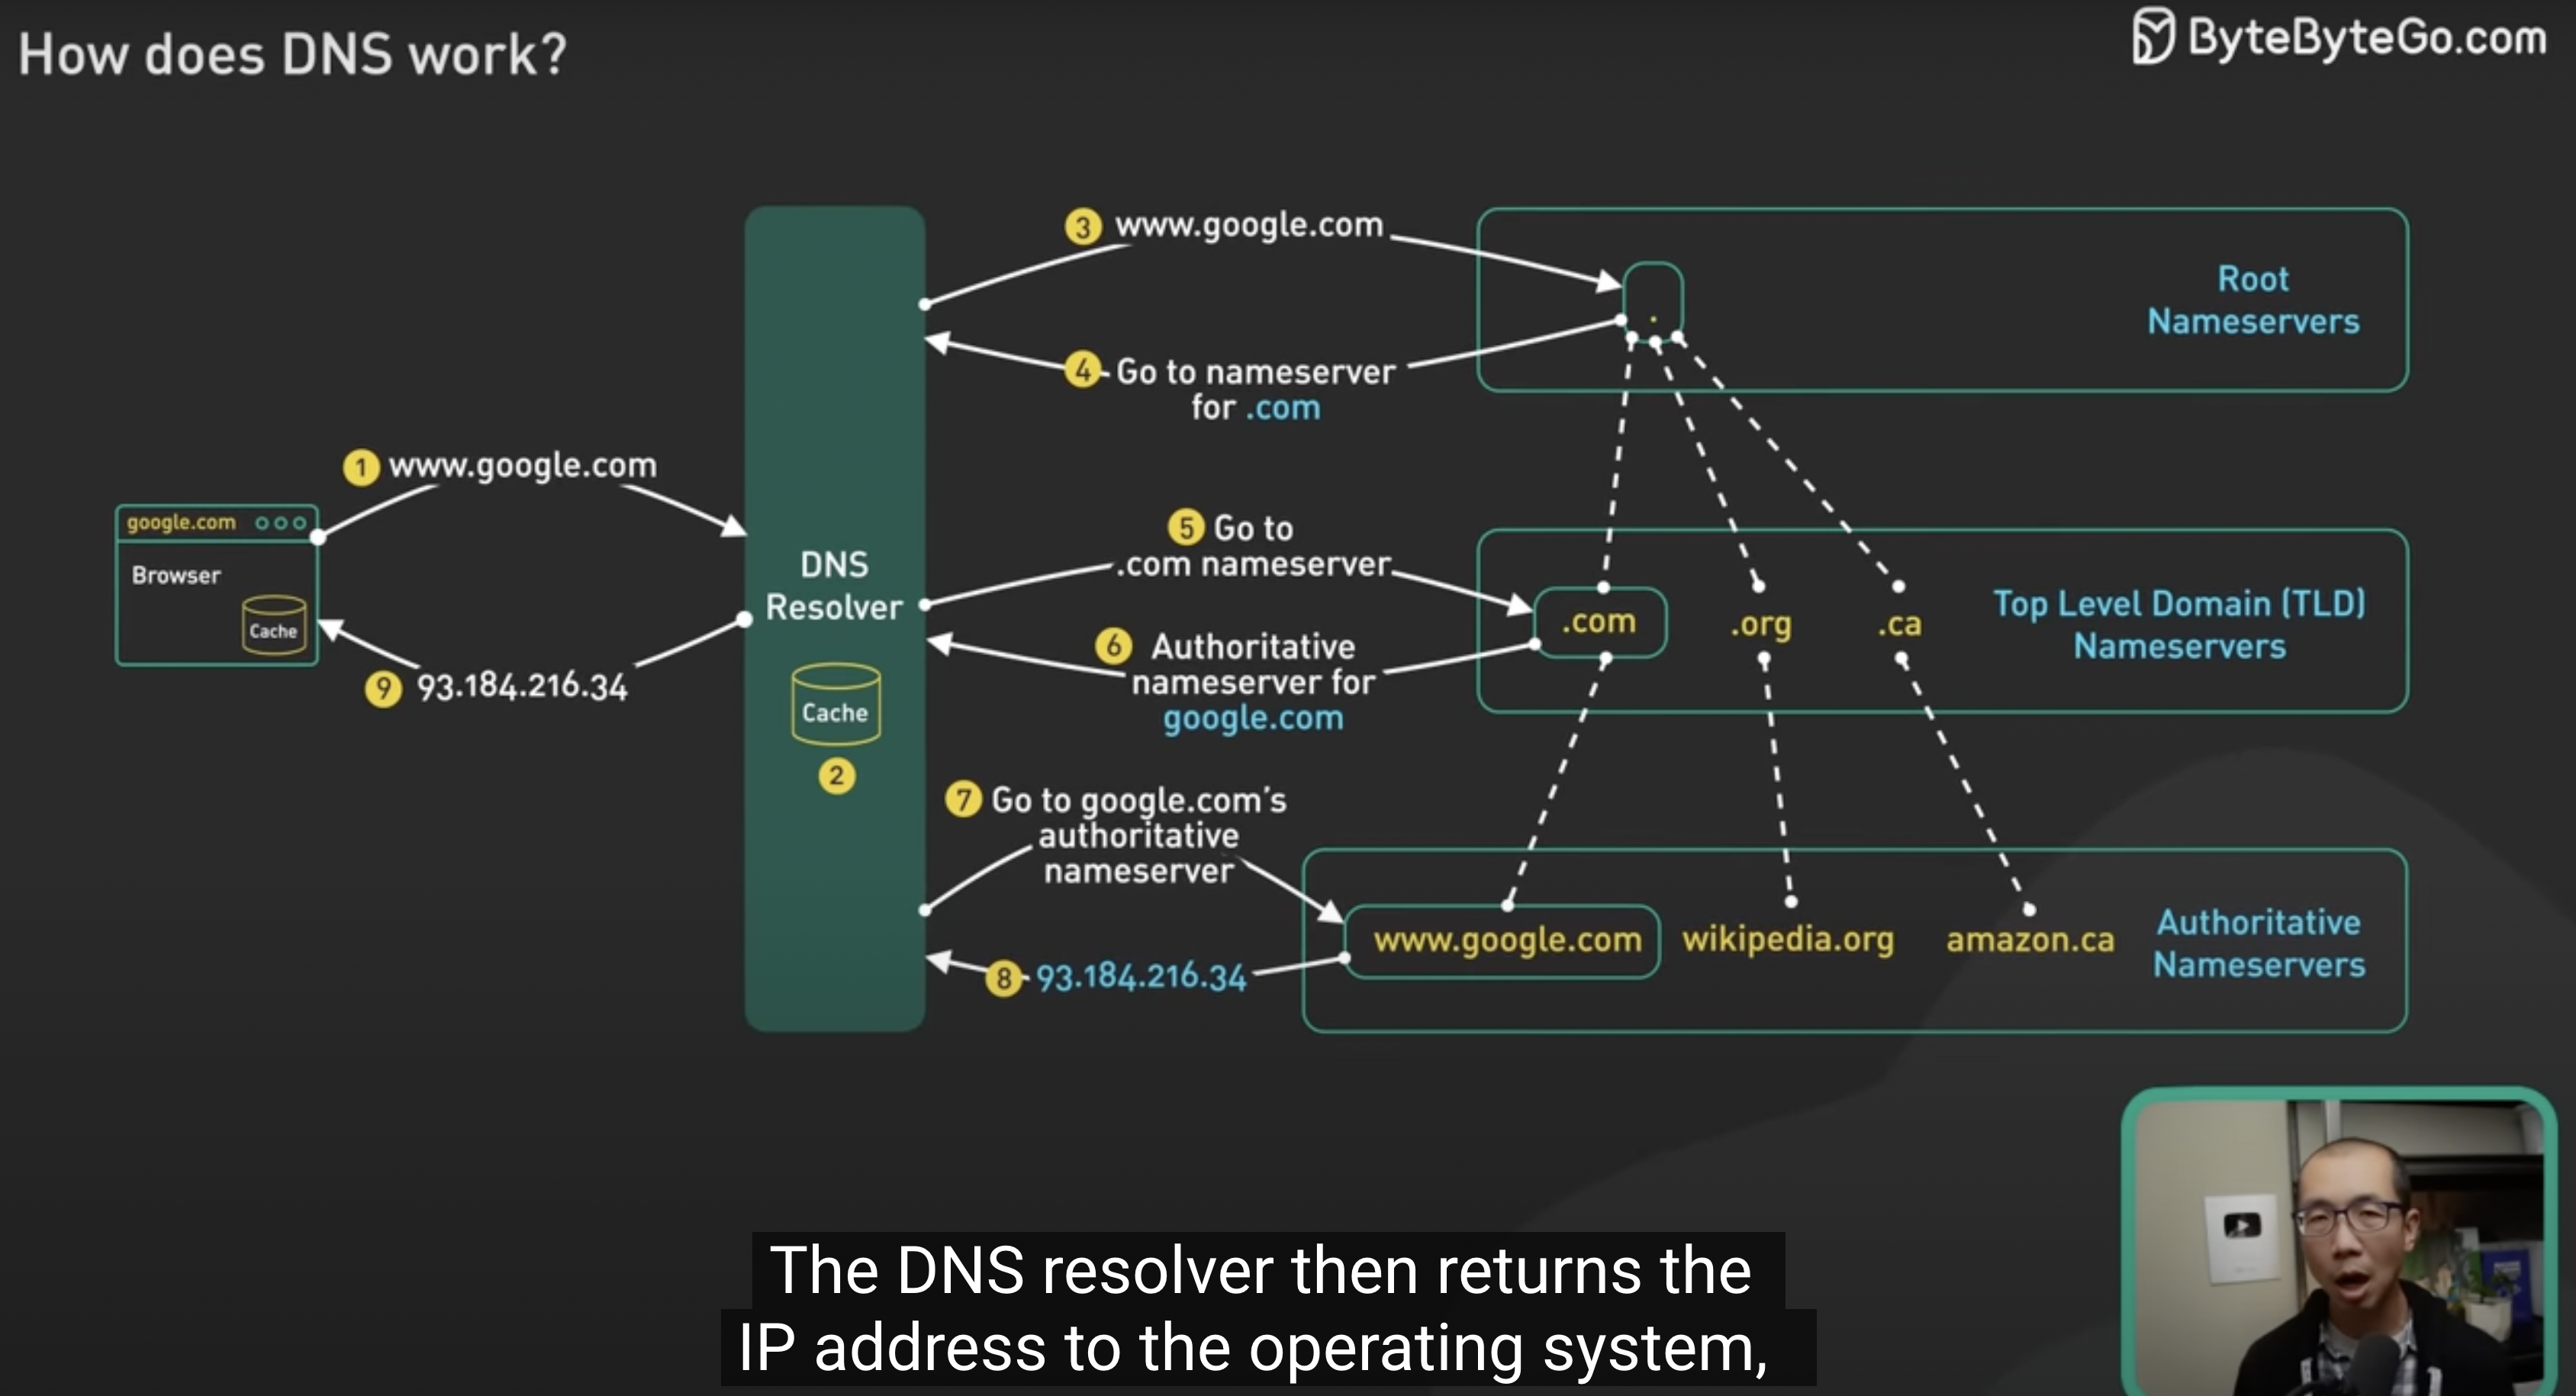 How does DNS work?
ByteByteGo.com
3 www.google.com
Root
Nameservers
.
4 Go to nameserver
for .com
1 www.google.com
google.com
Browser
Cache
9 93.184.216.34
DNS
Resolver
Cache
2
5 Go to
.com nameserver
6 Authoritative
nameserver for
google.com
.com
.org
.ca
Top Level Domain (TLD)
Nameservers
7 Go to google.com's
authoritative
nameserver
8 93.184.216.34
www.google.com
wikipedia.org
amazon.ca
Authoritative
Nameservers
The DNS resolver then returns the
IP address to the operating system,